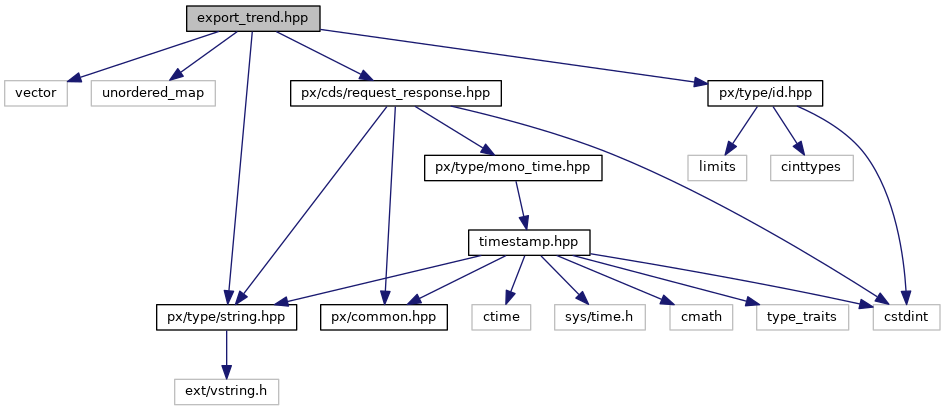 export_trend.hpp
vector
unordered_map
px/cds/request_response.hpp
px/type/id.hpp
px/type/mono_time.hpp
limits
cinttypes
timestamp.hpp
px/type/string.hpp
px/common.hpp
ctime
sys/time.h
cmath
type_traits
cstdint
ext/vstring.h